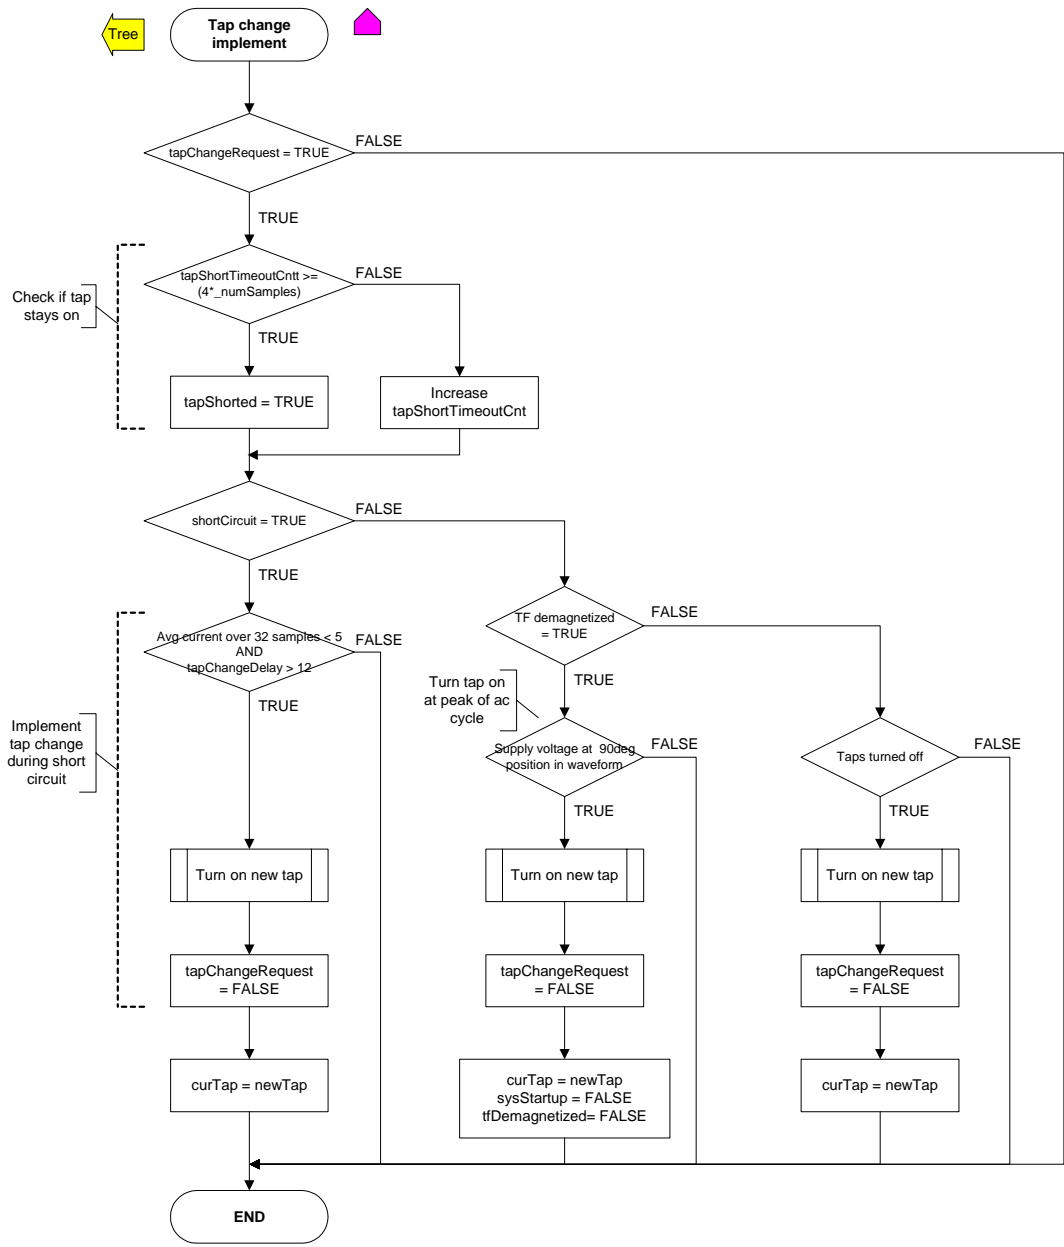 Tree
Tap change
implement
tapChangeRequest = TRUE
FALSE
TRUE
Check if tap
stays on
tapShortTimeoutCntt >=
(4*_numSamples)
FALSE
TRUE
tapShorted = TRUE
Increase
tapShortTimeoutCnt
shortCircuit = TRUE
FALSE
TRUE
Avg current over 32 samples < 5
AND
tapChangeDelay > 12
FALSE
TRUE
TF demagnetized
= TRUE
FALSE
TRUE
Turn tap on
at peak of ac
cycle
Implement
tap change
during short
circuit
Supply voltage at  90deg
position in waveform
FALSE
TRUE
Taps turned off
FALSE
TRUE
Turn on new tap
Turn on new tap
Turn on new tap
tapChangeRequest
= FALSE
tapChangeRequest
= FALSE
tapChangeRequest
= FALSE
curTap = newTap
curTap = newTap
sysStartup = FALSE
tfDemagnetized= FALSE
curTap = newTap
END